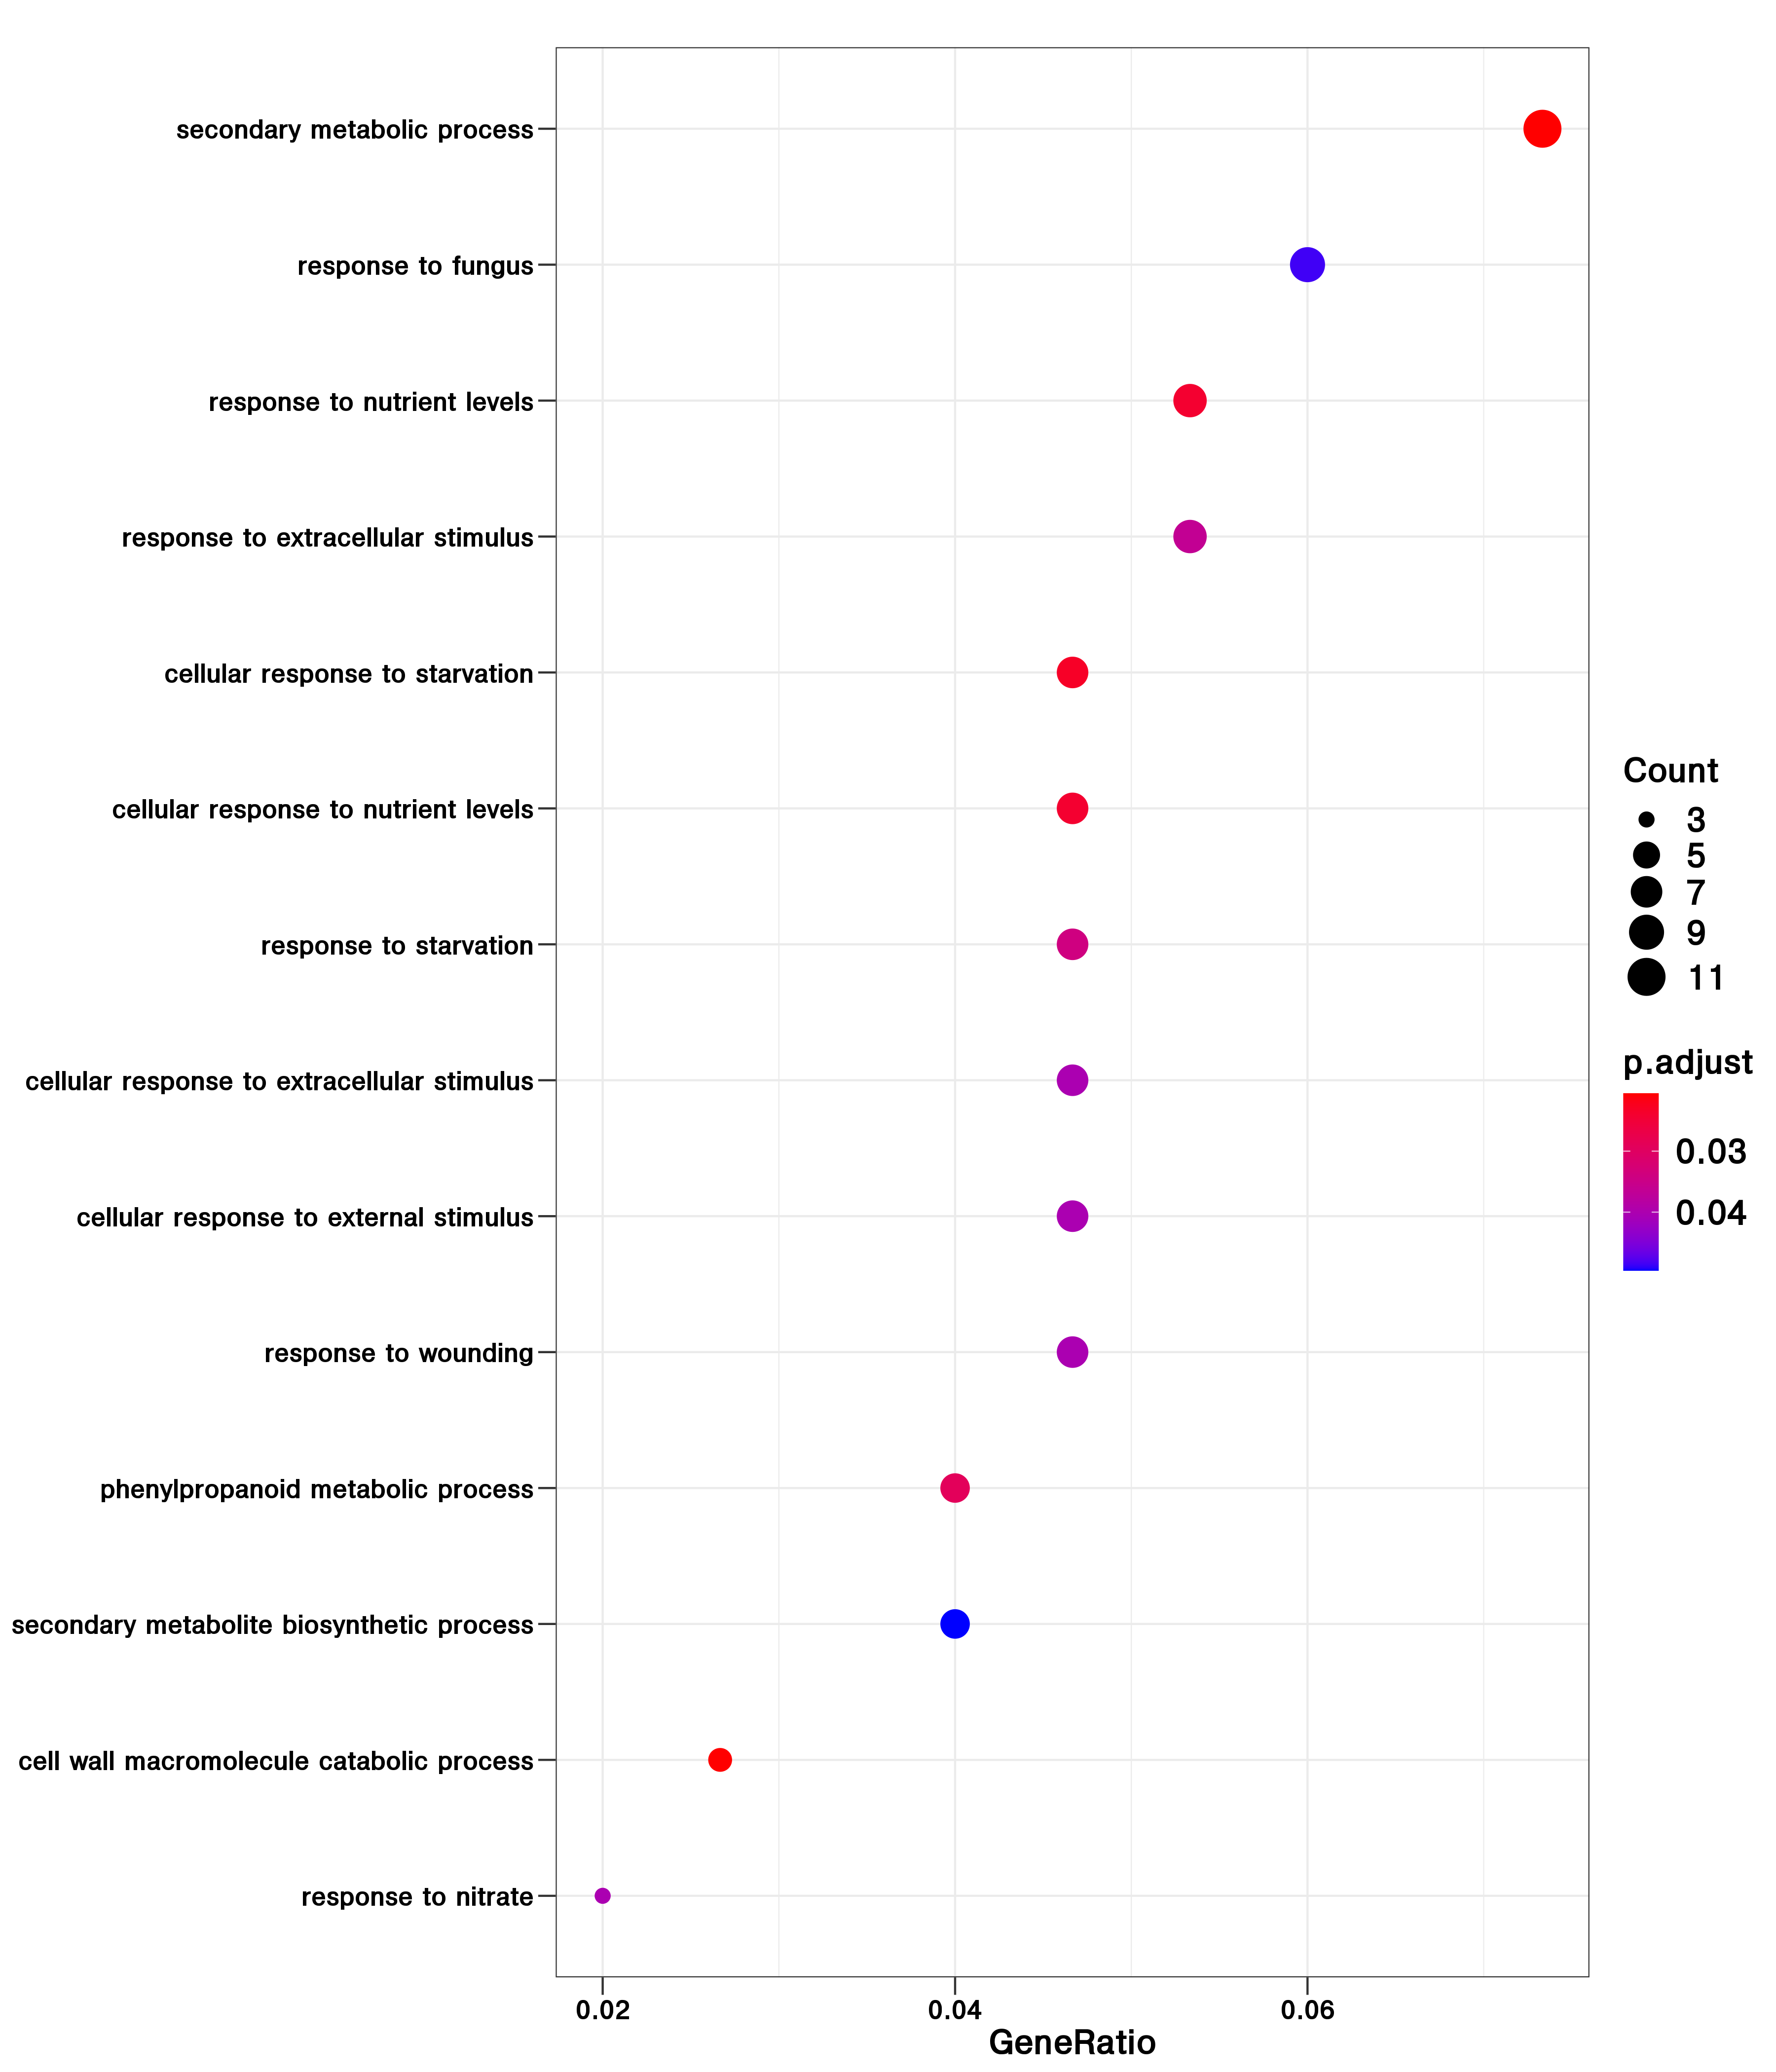 secondary metabolic process
response to fungus
response to nutrient levels
response to extracellular stimulus
cellular response to starvation
cellular response to nutrient levels
response to starvation
cellular response to extracellular stimulus
cellular response to external stimulus
response to wounding
phenylpropanoid metabolic process
secondary metabolite biosynthetic process
cell wall macromolecule catabolic process
response to nitrate
0.02 0.04 0.06
GeneRatio
Count
3
5
7
9
11
p.adjust
0.03
0.04